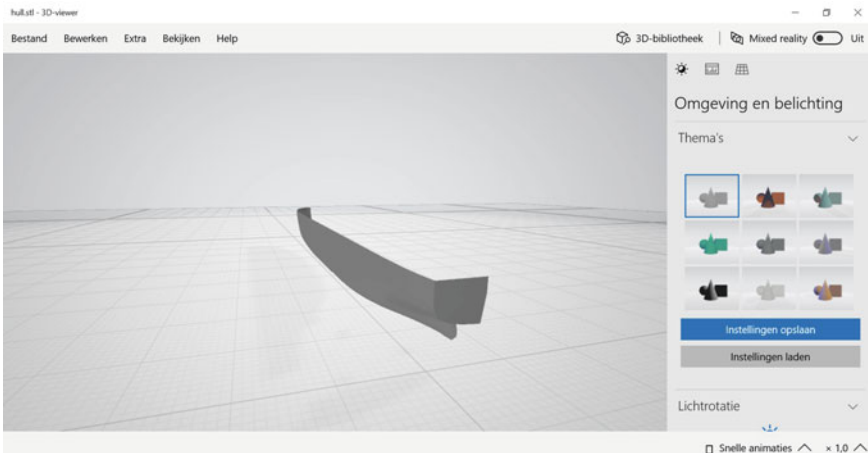 hull.stl - 3D-viewer
Bestand Bewerken Extra Bekijken Help 3D-bibliotheek Mixed reality Uit
Omgeving en belichting
Thema's
Instellingen opslaan
Instellingen laden
Lichtrotatie
Snelle animaties × 1,0